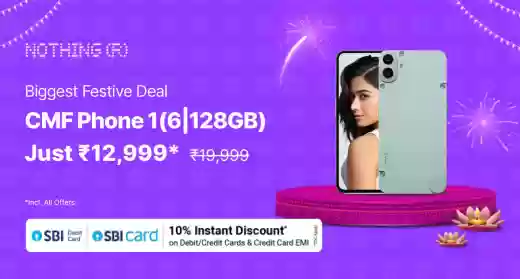 NOTHING (R)
Biggest Festive Deal
CMF Phone 1(6|128GB)
Just ₹12,999* ₹19,999
*Incl. All Offers.
SBI Debit Card SBI card 10% Instant Discount*
on Debit/Credit Cards & Credit Card EMI